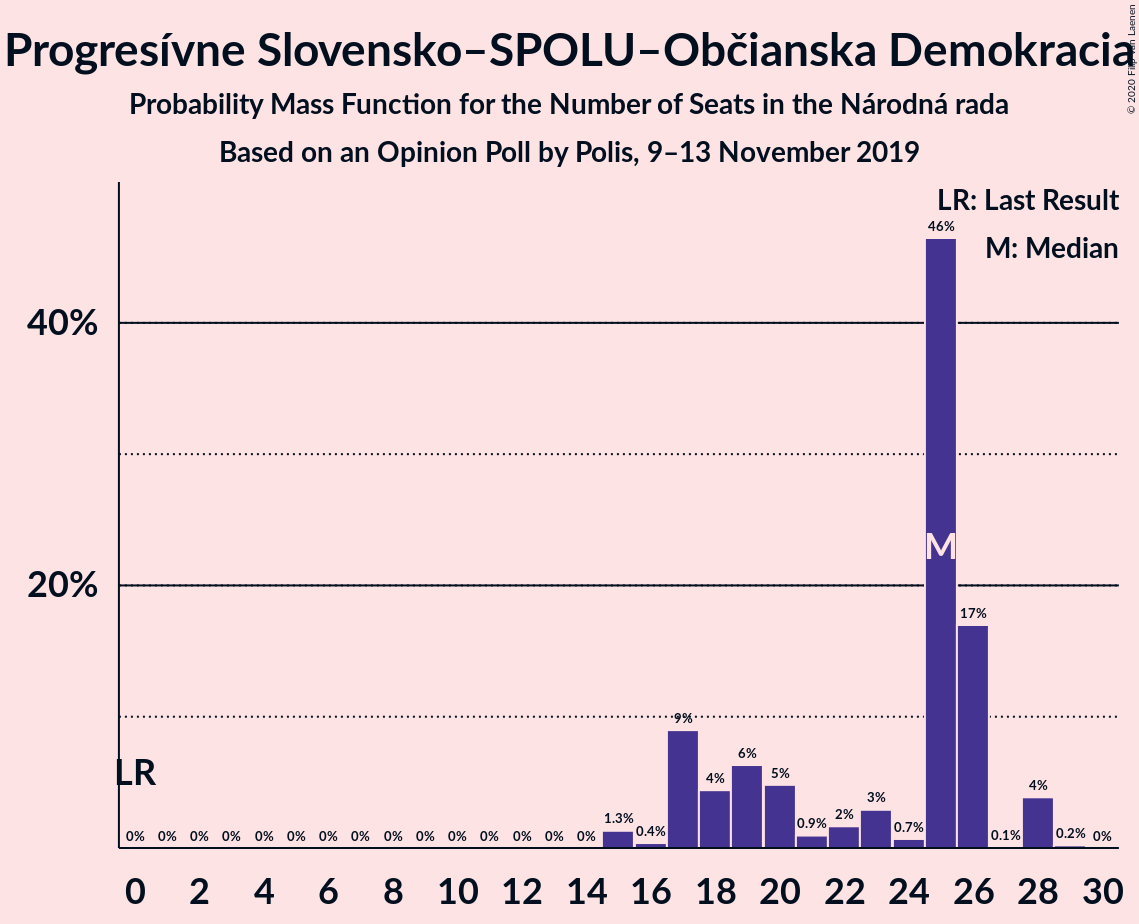 Progresívne Slovensko–SPOLU–Občianska Demokracia
Probability Mass Function for the Number of Seats in the Národná rada
Based on an Opinion Poll by Polis, 9–13 November 2019
© 2020 Filip van Laenen
LR: Last Result
M: Median
40%
20%
LR
M
0% 0% 0% 0% 0% 0% 0% 0% 0% 0% 0% 0% 0% 0% 0% 1.3% 0.4% 9% 4% 6% 5% 0.9% 2% 3% 0.7% 46% 17% 0.1% 4% 0.2% 0%
0 2 4 6 8 10 12 14 16 18 20 22 24 26 28 30